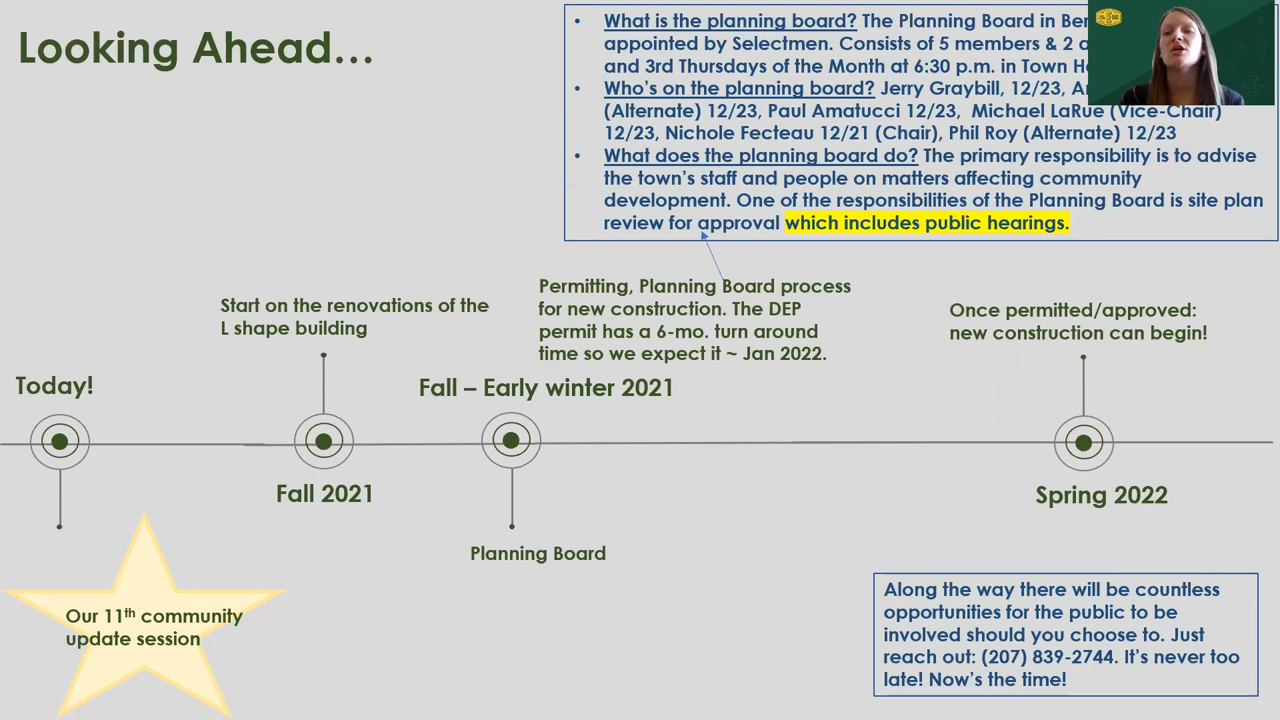 Looking Ahead...
• What is the planning board? The Planning Board in Ber
appointed by Selectmen. Consists of 5 members & 2 a
and 3rd Thursdays of the Month at 6:30 p.m. in Town H
• Who's on the planning board? Jerry Graybill, 12/23, Ar
(Alternate) 12/23, Paul Amatucci 12/23, Michael LaRue (Vice-Chair)
12/23, Nichole Fecteau 12/21 (Chair), Phil Roy (Alternate) 12/23
• What does the planning board do? The primary responsibility is to advise
the town's staff and people on matters affecting community
development. One of the responsibilities of the Planning Board is site plan
review for approval which includes public hearings.
Start on the renovations of the
L shape building
Permitting, Planning Board process
for new construction. The DEP
permit has a 6-mo. turn around
time so we expect it ~ Jan 2022.
Once permitted/approved:
new construction can begin!
Today!
Fall – Early winter 2021
Fall 2021
Spring 2022
Planning Board
Our 11th community
update session
Along the way there will be countless
opportunities for the public to be
involved should you choose to. Just
reach out: (207) 839-2744. It's never too
late! Now's the time!